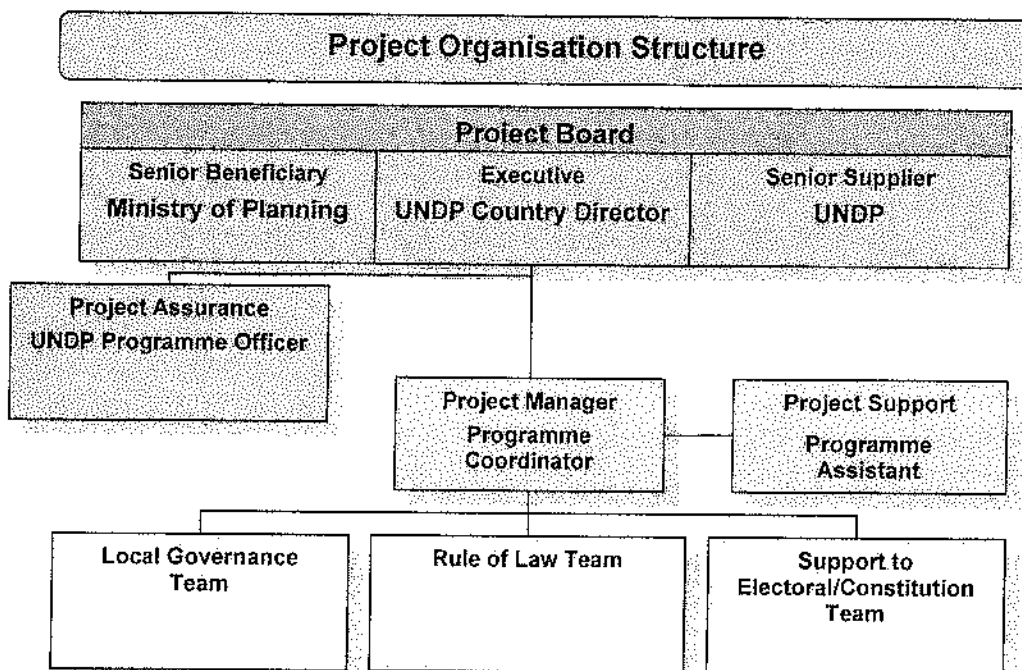 Project Organisation Structure
Project Board
Senior Beneficiary
Ministry of Planning
Executive
UNDP Country Director
Senior Supplier
UNDP
Project Assurance
UNDP Programme Officer
Project Manager
Programme
Coordinator
Project Support
Programme
Assistant
Local Governance
Team
Rule of Law Team
Support to
Electoral/Constitution
Team